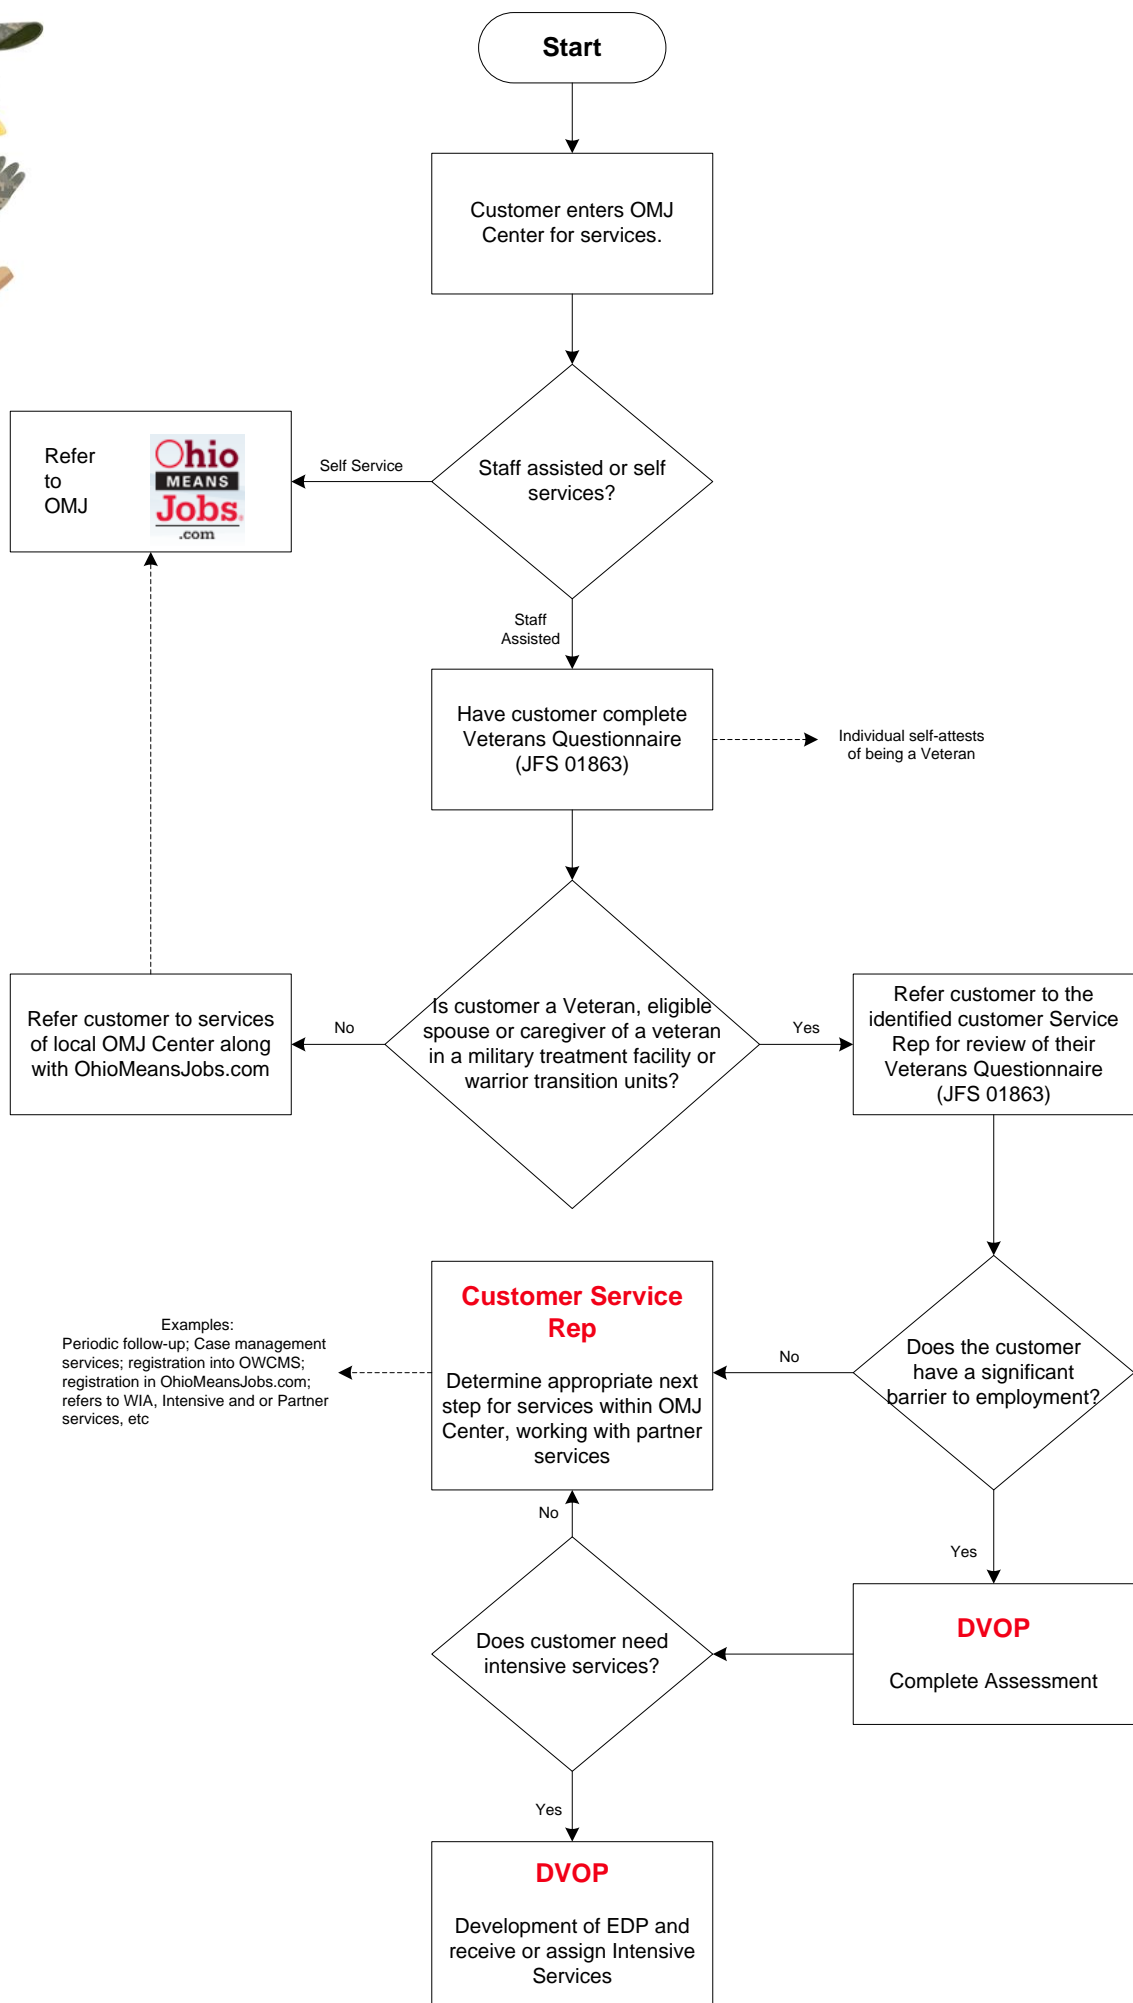 Start
Customer enters OMJ
Center for services.
Staff assisted or self
services?
Self Service
Refer
to
OMJ
Ohio
MEANS
Jobs.
.com
Staff
Assisted
Have customer complete
Veterans Questionnaire
(JFS 01863)
Individual self-attests
of being a Veteran
Is customer a Veteran, eligible
spouse or caregiver of a veteran
in a military treatment facility or
warrior transition units?
No
Refer customer to services
of local OMJ Center along
with OhioMeansJobs.com
Yes
Refer customer to the
identified customer Service
Rep for review of their
Veterans Questionnaire
(JFS 01863)
Does the customer
have a significant
barrier to employment?
No
Customer Service
Rep
Determine appropriate next
step for services within OMJ
Center, working with partner
services
Examples:
Periodic follow-up; Case management
services; registration into OWCMS;
registration in OhioMeansJobs.com;
refers to WIA, Intensive and or Partner
services, etc
Yes
DVOP
Complete Assessment
Does customer need
intensive services?
No
Yes
DVOP
Development of EDP and
receive or assign Intensive
Services